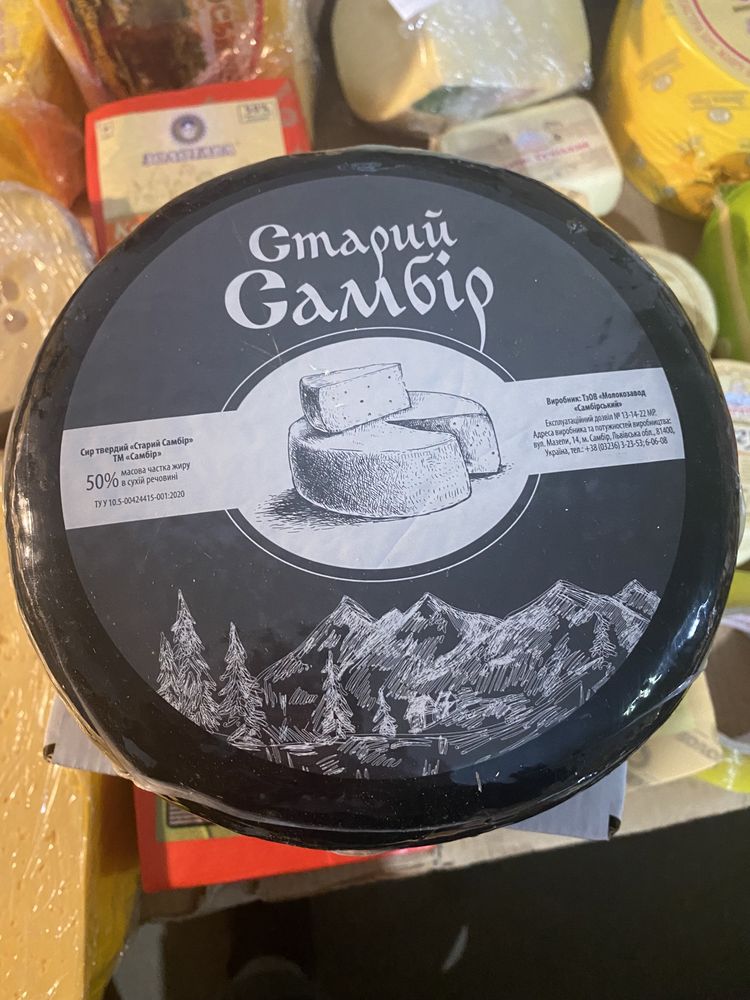 Старий
Самбір
Сир твердий «Старий Самбір»
ТМ «Самбір»
50% масова частка жиру
в сухій речовині
ТУ У 10.5-00424415-001:2020
Виробник: ТзОВ «Молокозавод
«Самбірський»
Експлуатаційний дозвіл № 13-14-22 МР.
Адреса виробника та потужностей виробництва:
вул. Мазепи, 14, м. Самбір, Львівська обл., 81400,
Україна, тел.: +38 (03236) 3-23-53; 6-06-08